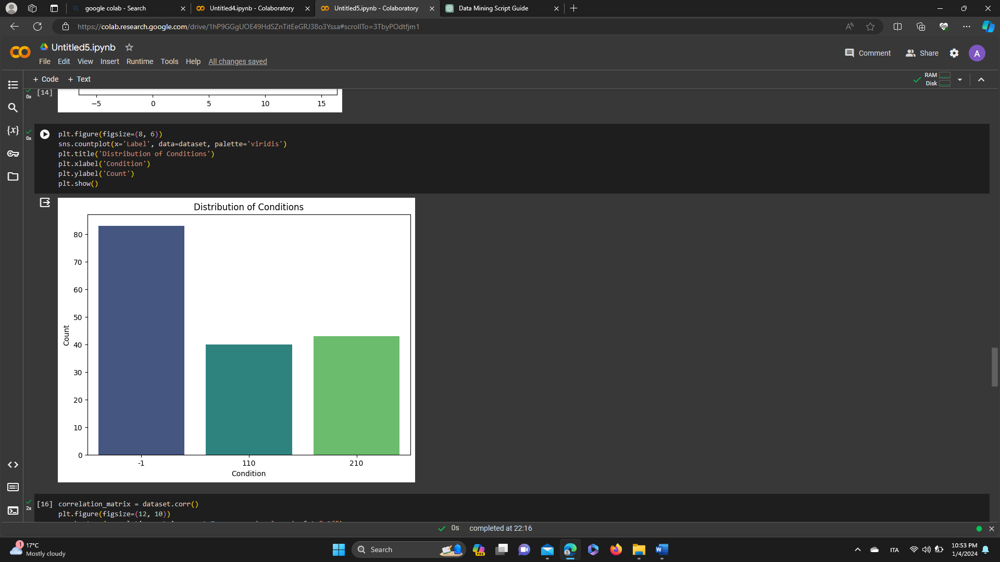 google colab - Search
Untitled4.ipynb - Colaboratory
Untitled5.ipynb - Colaboratory
Data Mining Script Guide
https://colab.research.google.com/drive/1hP9GGgUOE49HdSZnTitEeGRJ38o3Yssa#scrollTo=3TbyPOdtfjm1
Untitled5.ipynb
File Edit View Insert Runtime Tools Help All changes saved
Comment Share A
+ Code + Text
RAM
Disk
0s [14]
−5 0 5 10 15
0s
plt.figure(figsize=(8, 6))
sns.countplot(x='Label', data=dataset, palette='viridis')
plt.title('Distribution of Conditions')
plt.xlabel('Condition')
plt.ylabel('Count')
plt.show()
Distribution of Conditions
80
70
60
50
40
30
20
10
0
Count
-1 110 210
Condition
2s [16] correlation_matrix = dataset.corr()
plt.figure(figsize=(12, 10))
0s completed at 22:16
1
17°C
Mostly cloudy
Search
PRE
ITA
10:53 PM
1/4/2024